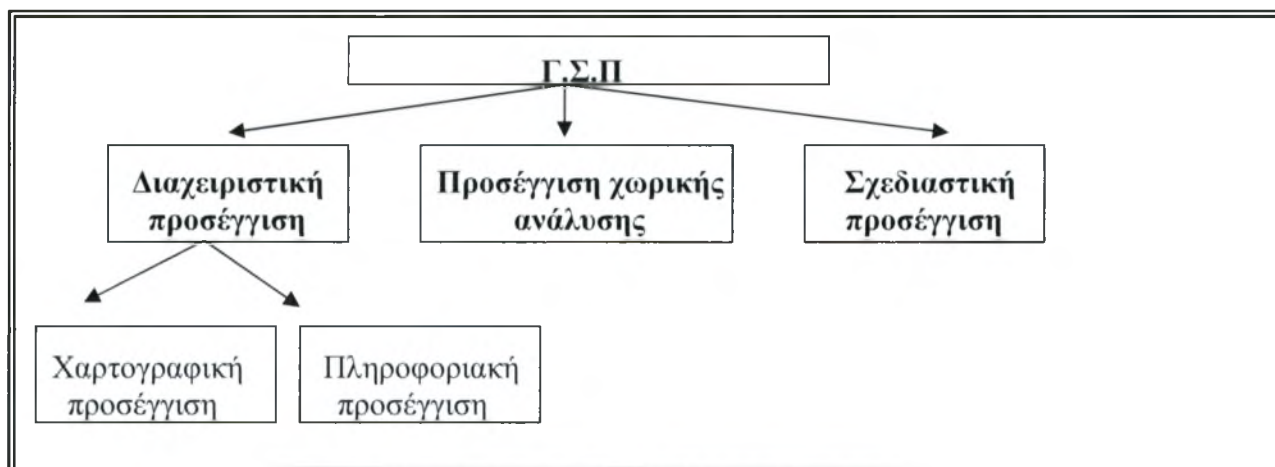 Γ.Σ.Π
Διαχειριστική
προσέγγιση
Προσέγγιση χωρικής
ανάλυσης
Σχεδιαστική
προσέγγιση
Χαρτογραφική
προσέγγιση
Πληροφοριακή
προσέγγιση